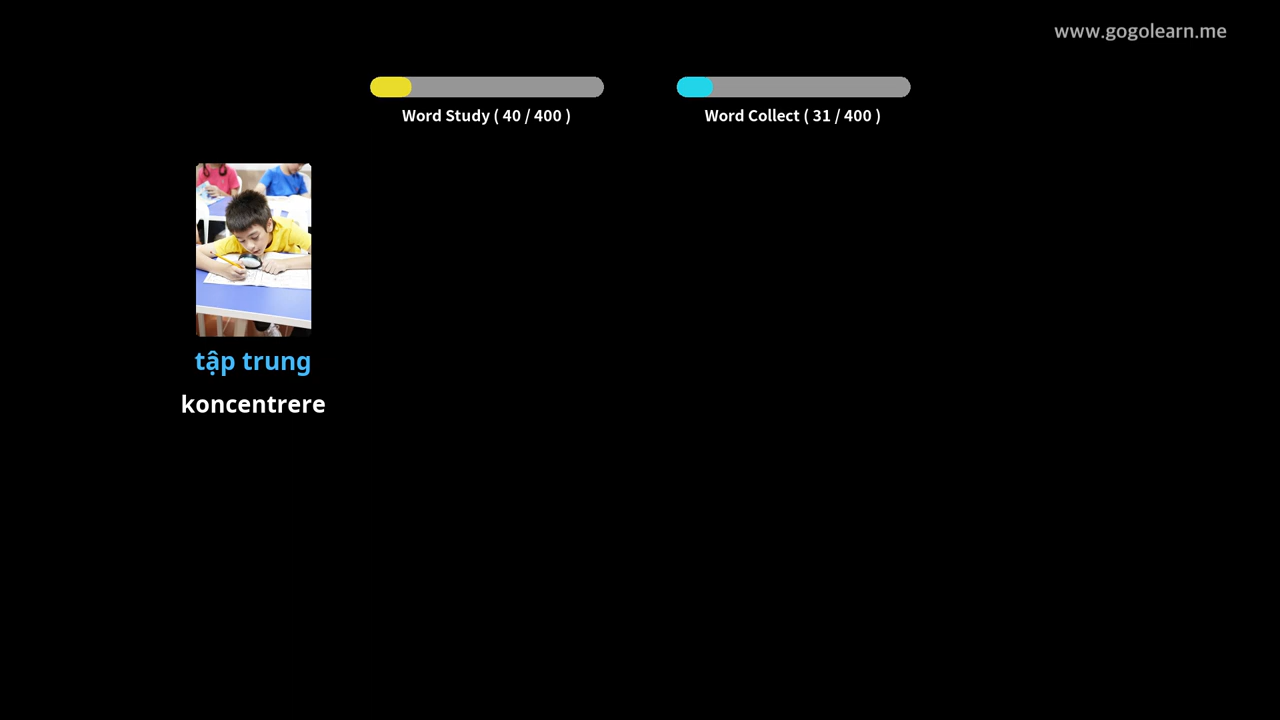 www.gogolearn.me
Word Study ( 40 / 400 )
Word Collect ( 31 / 400 )
tập trung
koncentrere